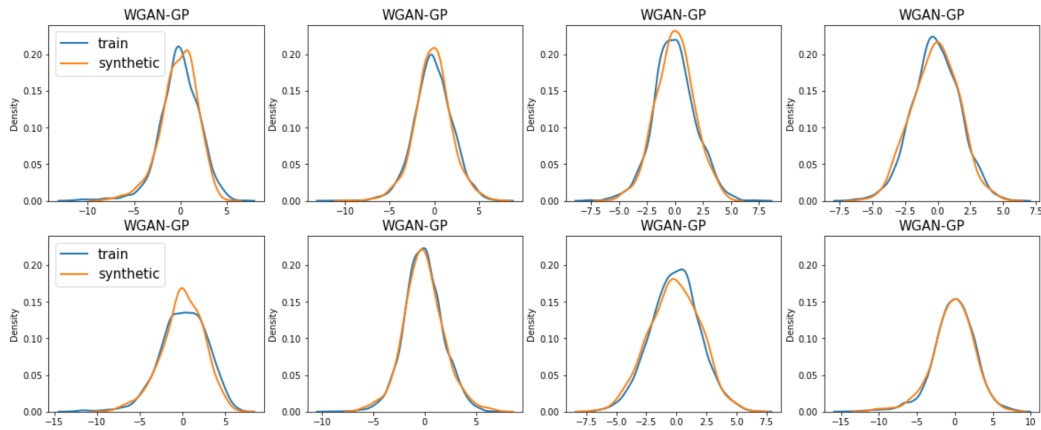 WGAN-GP WGAN-GP WGAN-GP WGAN-GP
train
synthetic
Density Density Density Density
0.20 0.20 0.20 0.20
0.15 0.15 0.15 0.15
0.10 0.10 0.10 0.10
0.05 0.05 0.05 0.05
0.00 0.00 0.00 0.00
−10 −5 0 5 −10 −5 0 5 −7.5 −5.0 −2.5 0.0 2.5 5.0 7.5 −7.5 −5.0 −2.5 0.0 2.5 5.0 7.5
WGAN-GP WGAN-GP WGAN-GP WGAN-GP
train
synthetic
Density Density Density Density
0.20 0.20 0.20 0.20
0.15 0.15 0.15 0.15
0.10 0.10 0.10 0.10
0.05 0.05 0.05 0.05
0.00 0.00 0.00 0.00
−15 −10 −5 0 5 −10 −5 0 5 −7.5 −5.0 −2.5 0.0 2.5 5.0 7.5 −15 −10 −5 0 5 10